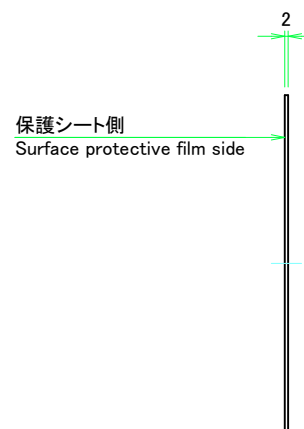 2
保護シート側
Surface protective film side